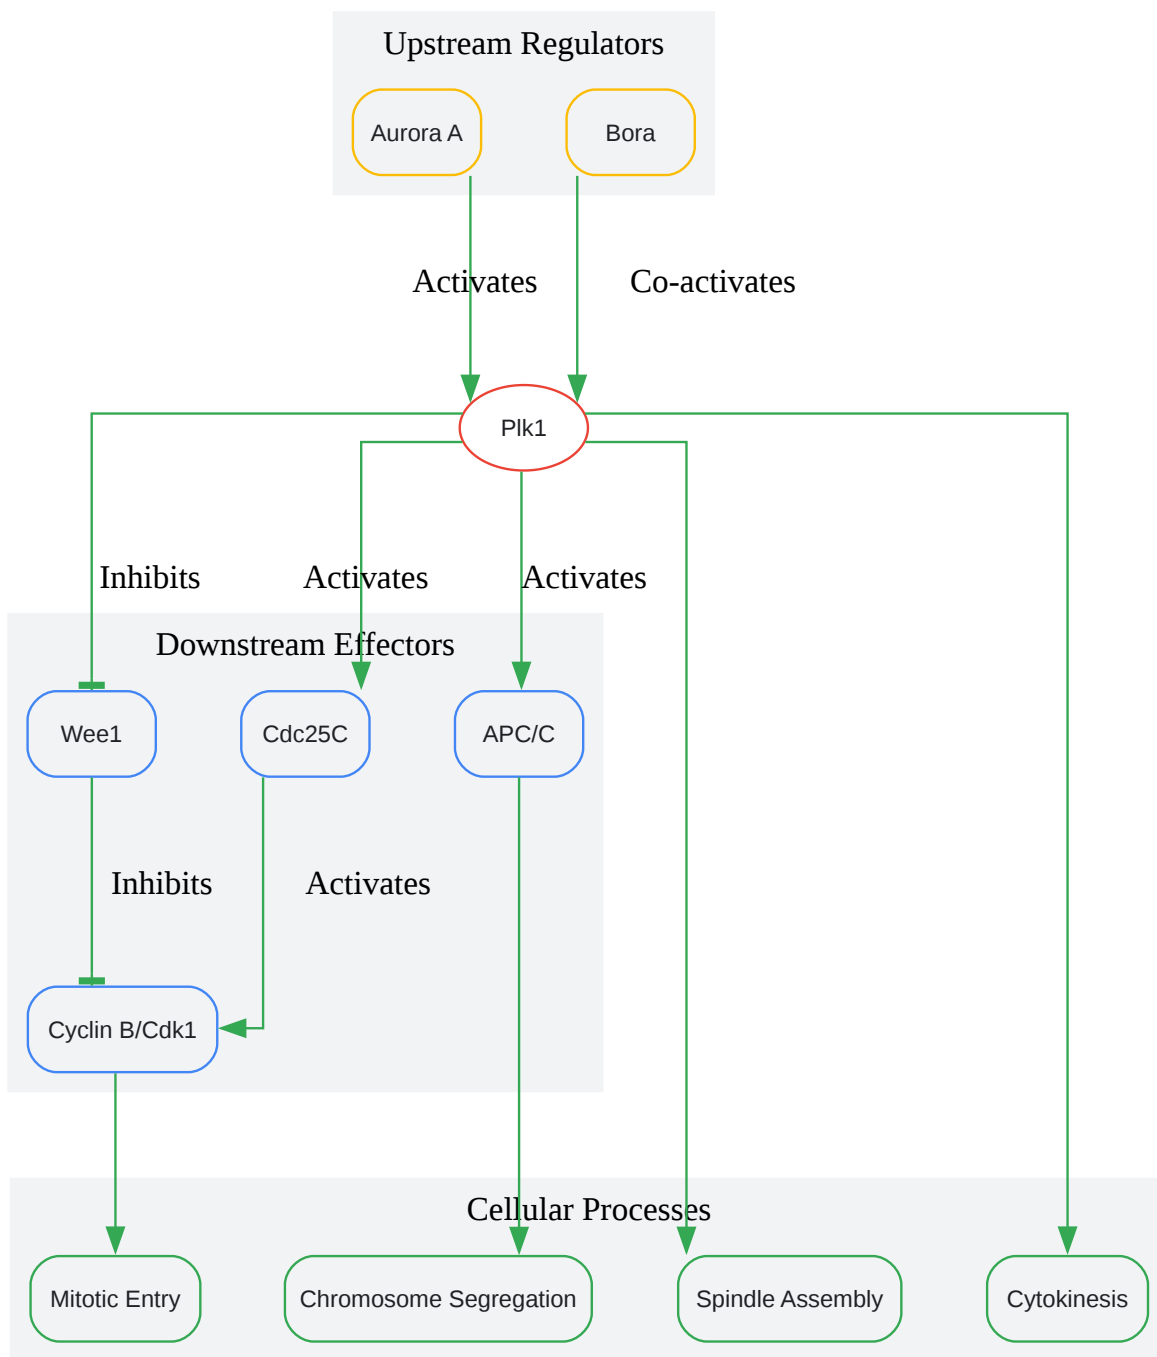 Upstream Regulators
Aurora A
Bora
Activates
Co-activates
Plk1
Inhibits
Activates
Activates
Downstream Effectors
Wee1
Cdc25C
APC/C
Inhibits
Activates
Cyclin B/Cdk1
Cellular Processes
Mitotic Entry
Chromosome Segregation
Spindle Assembly
Cytokinesis